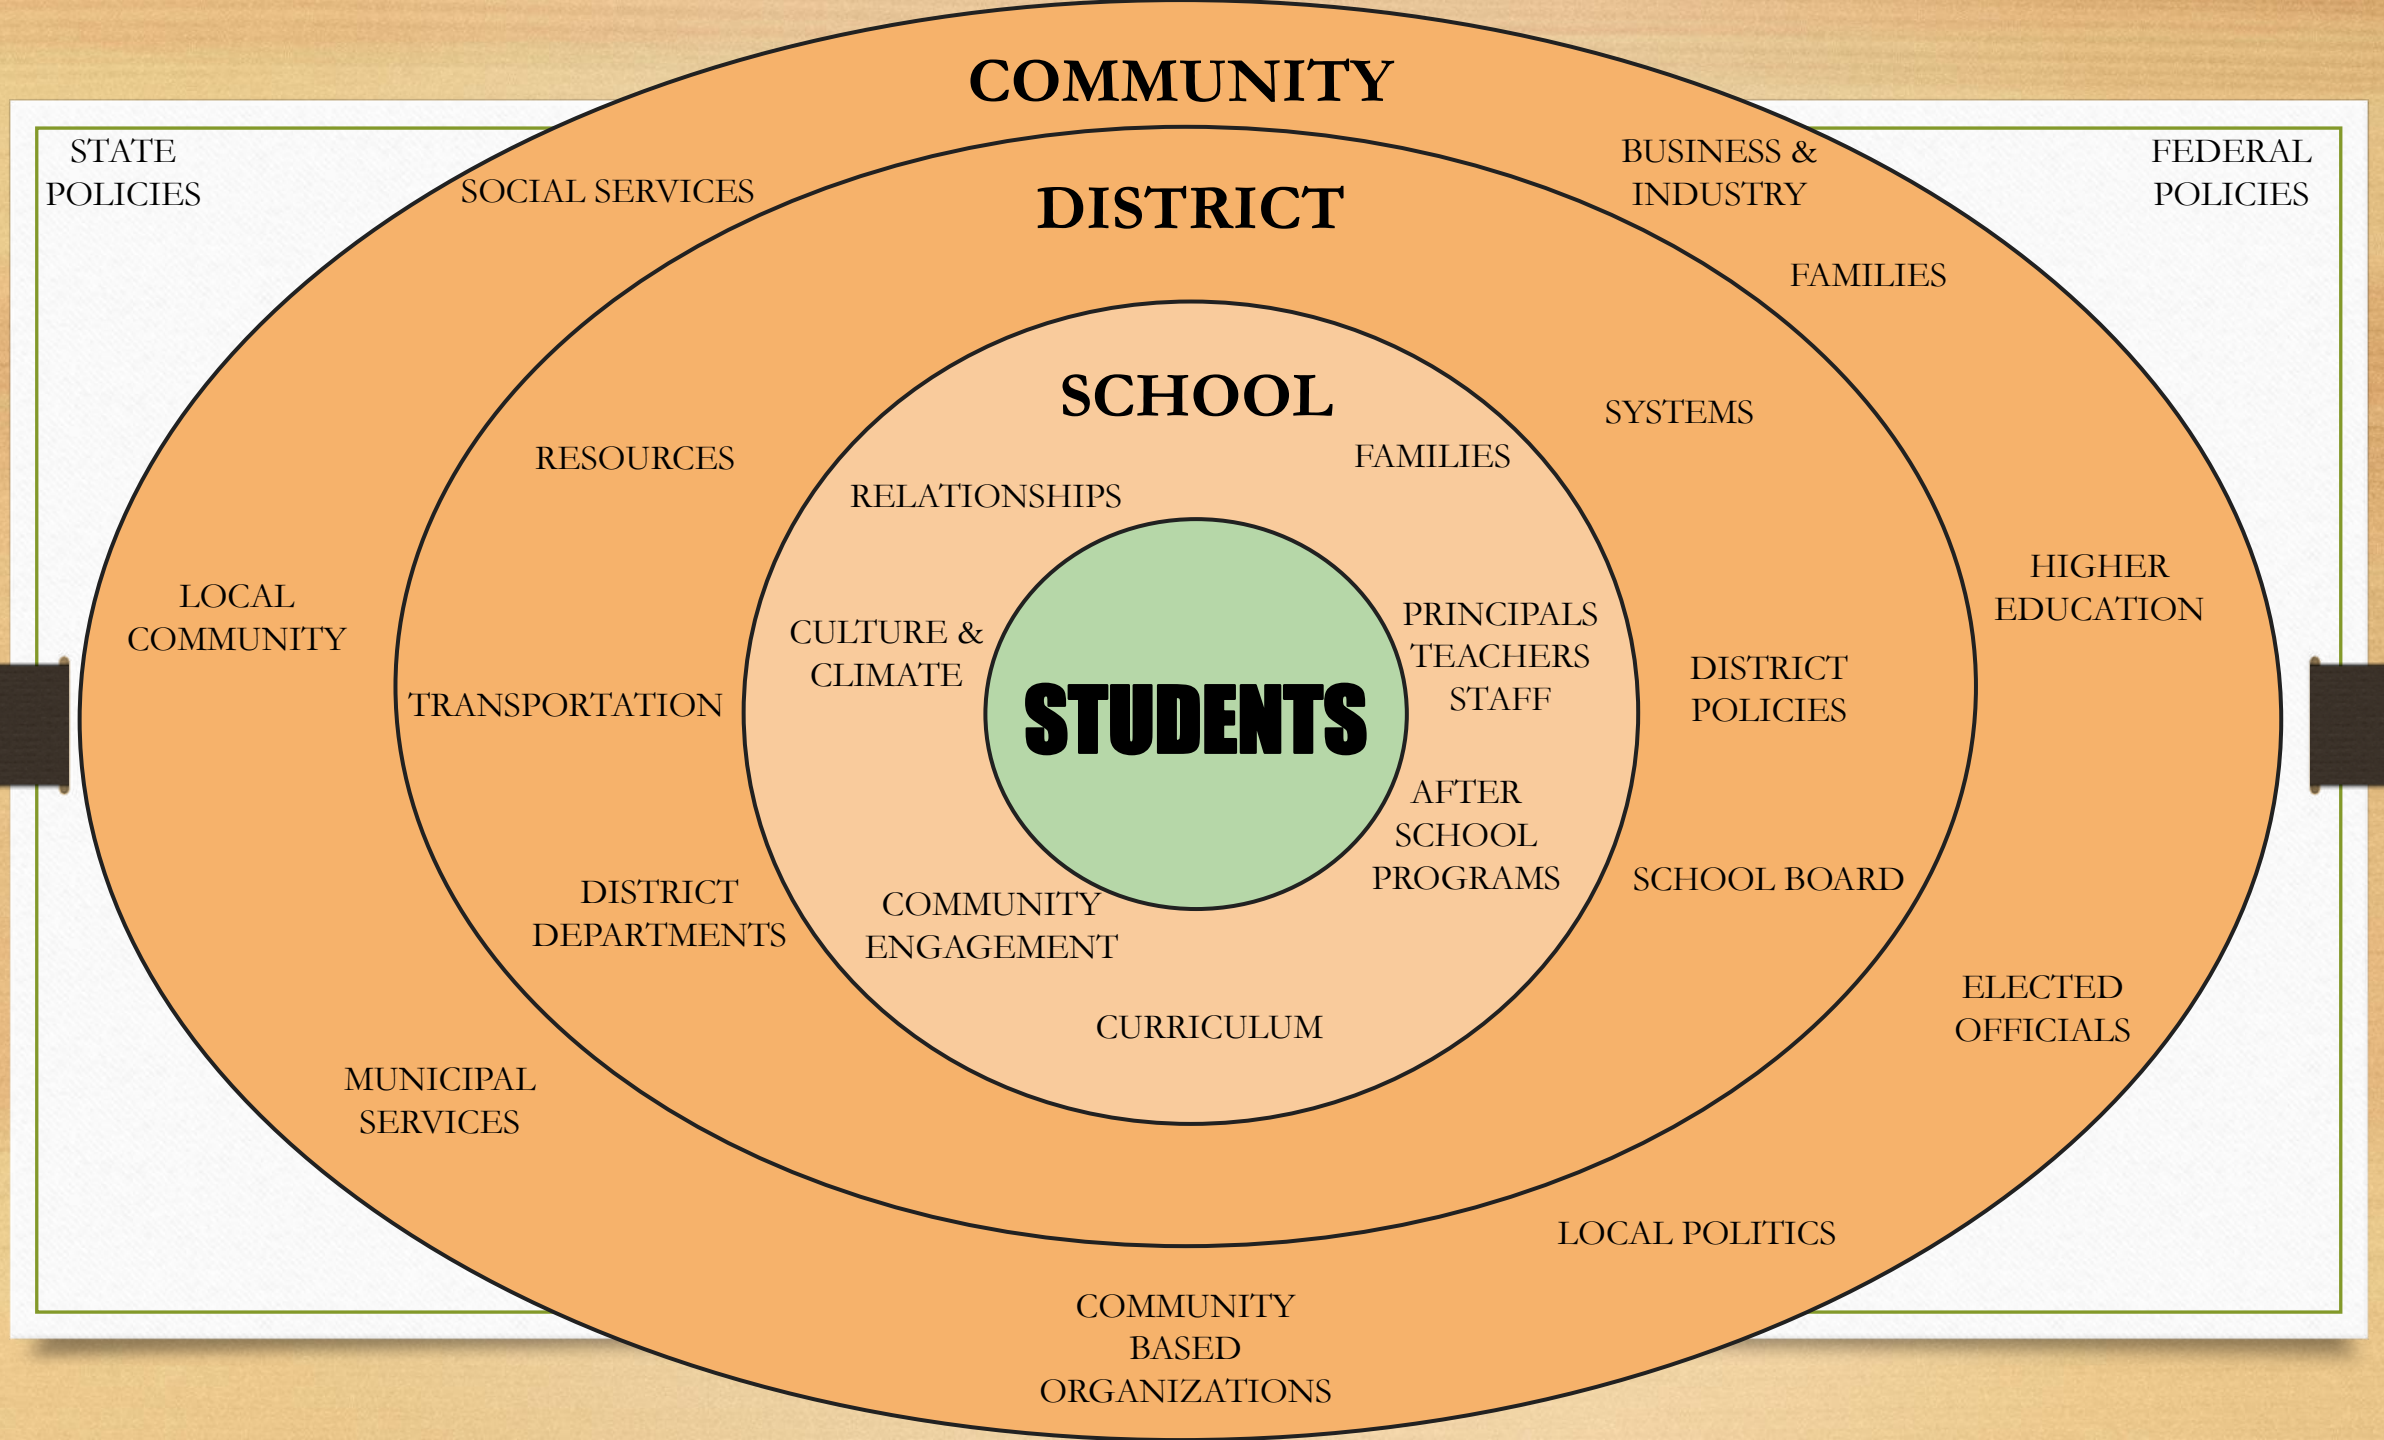 COMMUNITY
STATE
POLICIES
SOCIAL SERVICES
BUSINESS &
INDUSTRY
FEDERAL
POLICIES
DISTRICT
FAMILIES
SCHOOL
SYSTEMS
RESOURCES
FAMILIES
RELATIONSHIPS
LOCAL
COMMUNITY
HIGHER
EDUCATION
CULTURE &
CLIMATE
PRINCIPALS
TEACHERS
STAFF
DISTRICT
POLICIES
TRANSPORTATION
STUDENTS
AFTER
SCHOOL
PROGRAMS
SCHOOL BOARD
DISTRICT
DEPARTMENTS
COMMUNITY
ENGAGEMENT
CURRICULUM
ELECTED
OFFICIALS
MUNICIPAL
SERVICES
LOCAL POLITICS
COMMUNITY
BASED
ORGANIZATIONS